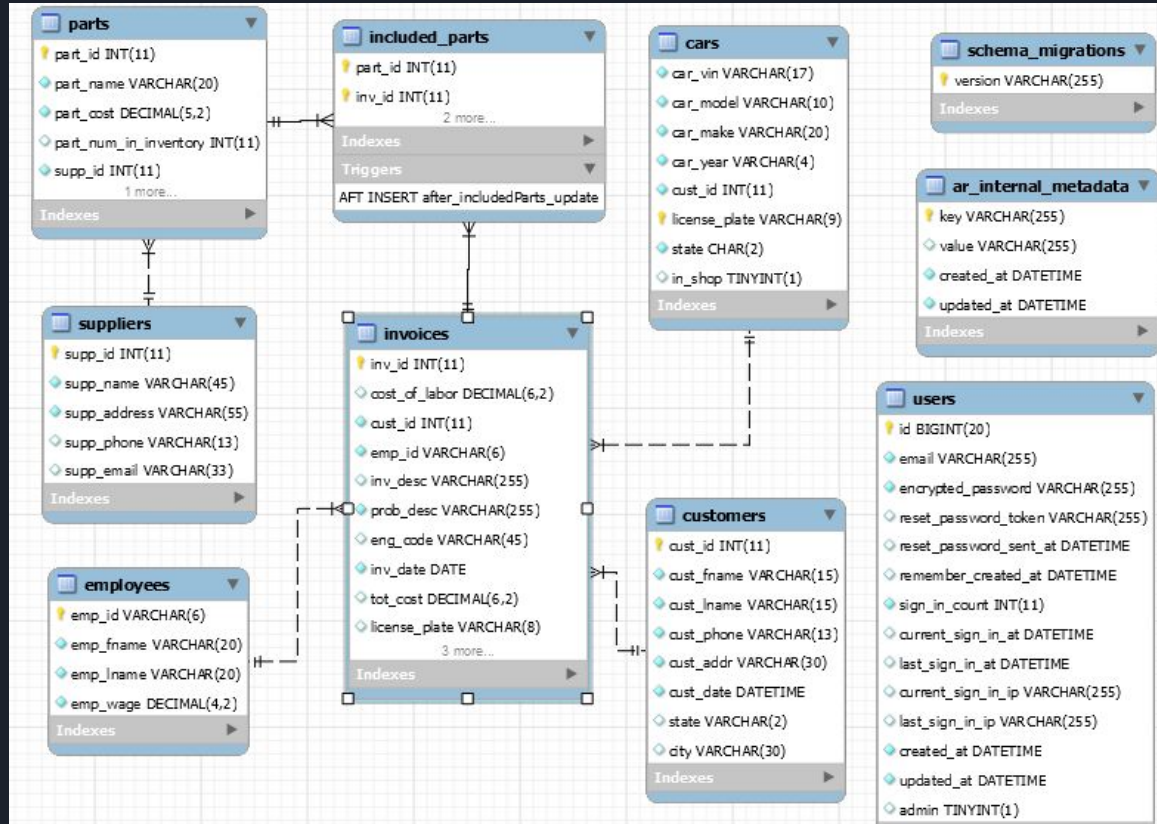 parts
part_id INT(11)
part_name VARCHAR(20)
part_cost DECIMAL(5,2)
part_num_in_inventory INT(11)
supp_id INT(11)
1 more...
Indexes
included_parts
part_id INT(11)
inv_id INT(11)
2 more...
Indexes
Triggers
AFT INSERT after_includedParts_update
cars
car_vin VARCHAR(17)
car_model VARCHAR(10)
car_make VARCHAR(20)
car_year VARCHAR(4)
cust_id INT(11)
license_plate VARCHAR(9)
state CHAR(2)
in_shop TINYINT(1)
Indexes
schema_migrations
version VARCHAR(255)
Indexes
ar_internal_metadata
key VARCHAR(255)
value VARCHAR(255)
created_at DATETIME
updated_at DATETIME
Indexes
suppliers
supp_id INT(11)
supp_name VARCHAR(45)
supp_address VARCHAR(55)
supp_phone VARCHAR(13)
supp_email VARCHAR(33)
Indexes
invoices
inv_id INT(11)
cost_of_labor DECIMAL(6,2)
cust_id INT(11)
emp_id VARCHAR(6)
inv_desc VARCHAR(255)
prob_desc VARCHAR(255)
eng_code VARCHAR(45)
inv_date DATE
tot_cost DECIMAL(6,2)
license_plate VARCHAR(8)
3 more...
Indexes
employees
emp_id VARCHAR(6)
emp_fname VARCHAR(20)
emp_lname VARCHAR(20)
emp_wage DECIMAL(4,2)
Indexes
customers
cust_id INT(11)
cust_fname VARCHAR(15)
cust_lname VARCHAR(15)
cust_phone VARCHAR(13)
cust_addr VARCHAR(30)
cust_date DATETIME
state VARCHAR(2)
city VARCHAR(30)
Indexes
users
id BIGINT(20)
email VARCHAR(255)
encrypted_password VARCHAR(255)
reset_password_token VARCHAR(255)
reset_password_sent_at DATETIME
remember_created_at DATETIME
sign_in_count INT(11)
current_sign_in_at DATETIME
last_sign_in_at DATETIME
current_sign_in_ip VARCHAR(255)
last_sign_in_ip VARCHAR(255)
created_at DATETIME
updated_at DATETIME
admin TINYINT(1)